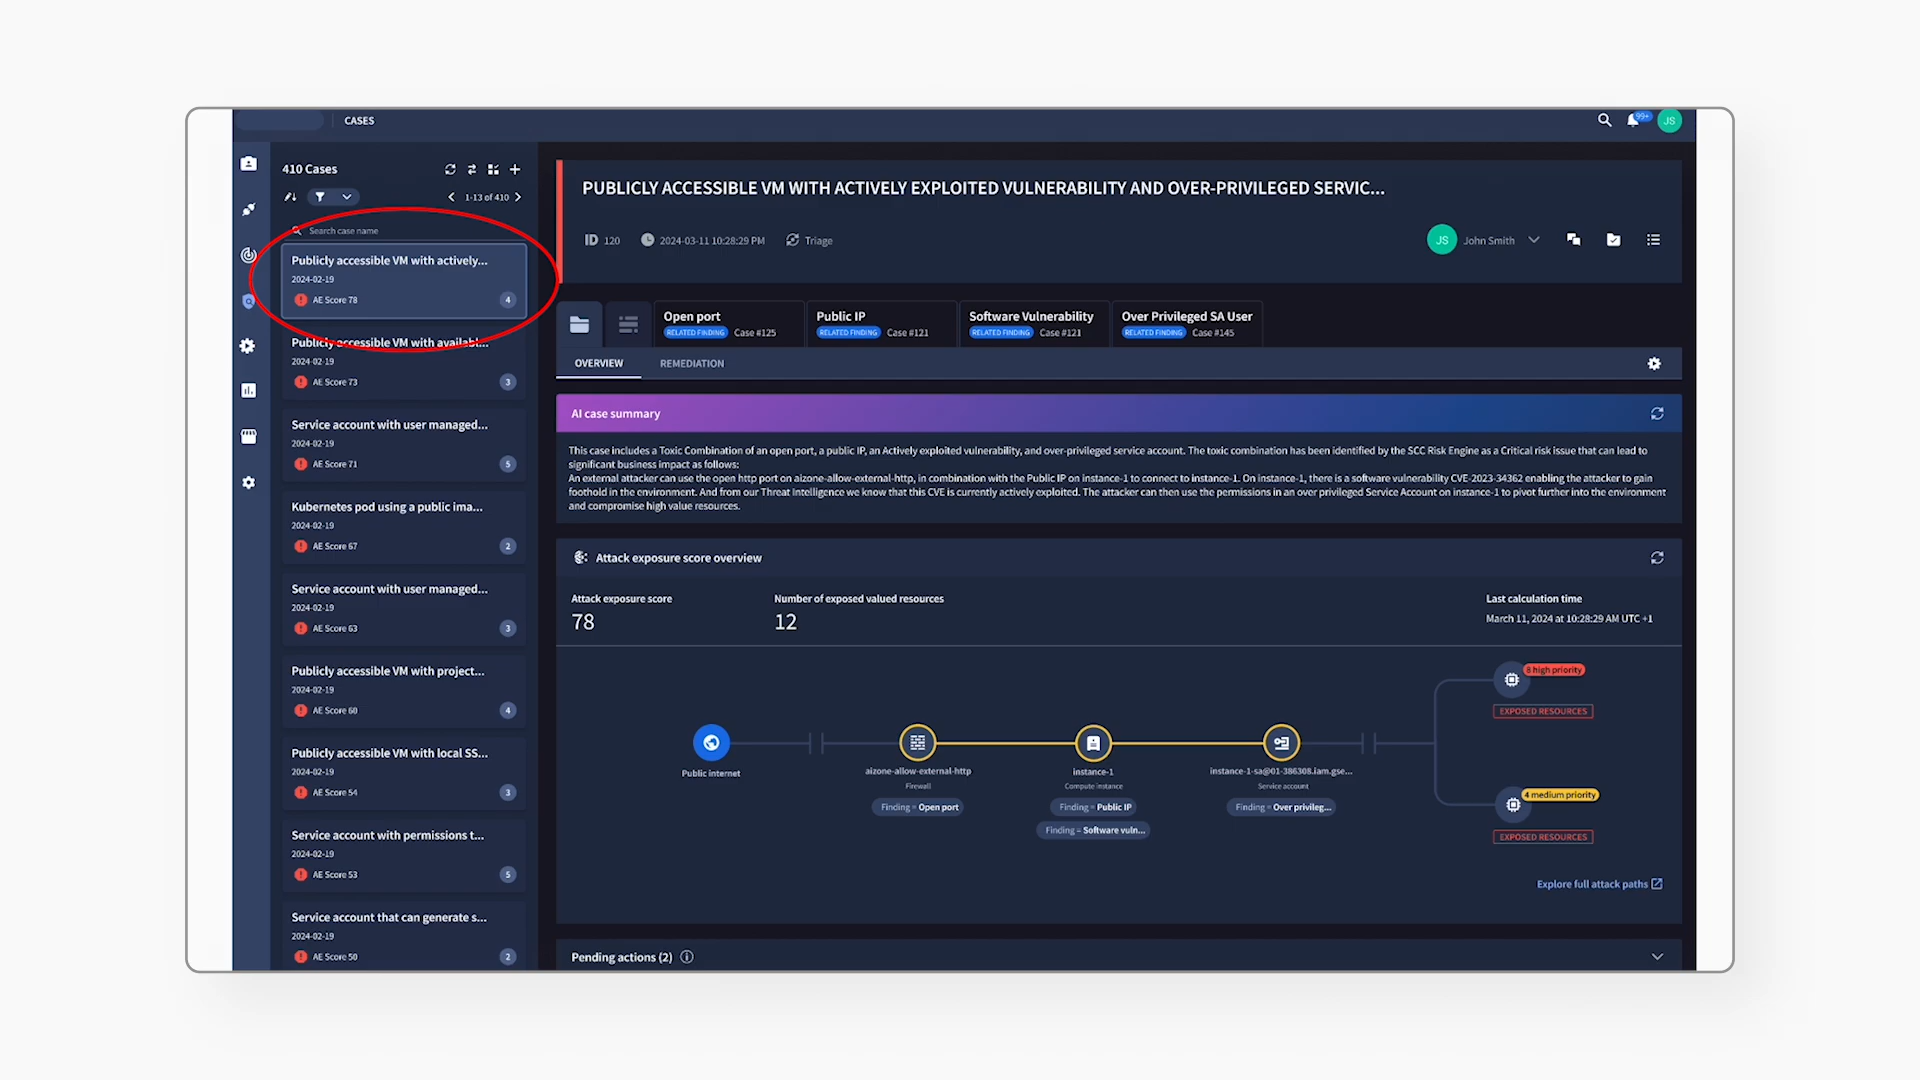 CASES
99+
JS
410 Cases
1-13 of 410
Search case name
Publicly accessible VM with actively...
2024-02-19
AE Score 78
4
Publicly accessible VM with availabl...
2024-02-19
AE Score 73
3
Service account with user managed...
2024-02-19
AE Score 71
5
Kubernetes pod using a public ima...
2024-02-19
AE Score 67
2
Service account with user managed...
2024-02-19
AE Score 63
3
Publicly accessible VM with project...
2024-02-19
AE Score 60
4
Publicly accessible VM with local SS...
2024-02-19
AE Score 54
3
Service account with permissions t...
2024-02-19
AE Score 53
5
Service account that can generate s...
2024-02-19
AE Score 50
2
PUBLICLY ACCESSIBLE VM WITH ACTIVELY EXPLOITED VULNERABILITY AND OVER-PRIVILEGED SERVIC...
ID 120
2024-03-11 10:28:29 PM
Triage
JS
John Smith
Open port
RELATED FINDING Case #125
Public IP
RELATED FINDING Case #121
Software Vulnerability
RELATED FINDING Case #121
Over Privileged SA User
RELATED FINDING Case #145
OVERVIEW
REMEDIATION
AI case summary
This case includes a Toxic Combination of an open port, a public IP, an Actively exploited vulnerability, and over-privileged service account. The toxic combination has been identified by the SCC Risk Engine as a Critical risk issue that can lead to
significant business impact as follows:
An external attacker can use the open http port on aizone-allow-external-http, in combination with the Public IP on instance-1 to connect to instance-1. On instance-1, there is a software vulnerability CVE-2023-34362 enabling the attacker to gain
foothold in the environment. And from our Threat Intelligence we know that this CVE is currently actively exploited. The attacker can then use the permissions in an over privileged Service Account on instance-1 to pivot further into the environment
and compromise high value resources.
Attack exposure score overview
Attack exposure score
78
Number of exposed valued resources
12
Last calculation time
March 11, 2024 at 10:28:29 AM UTC +1
Public internet
aizone-allow-external-http
Firewall
Finding = Open port
instance-1
Compute instance
Finding = Public IP
Finding = Software vuln...
instance-1-sa@01-386308.iam.gse...
Service account
Finding = Over privileg...
8 high priority
EXPOSED RESOURCES
4 medium priority
EXPOSED RESOURCES
Explore full attack paths
Pending actions (2)